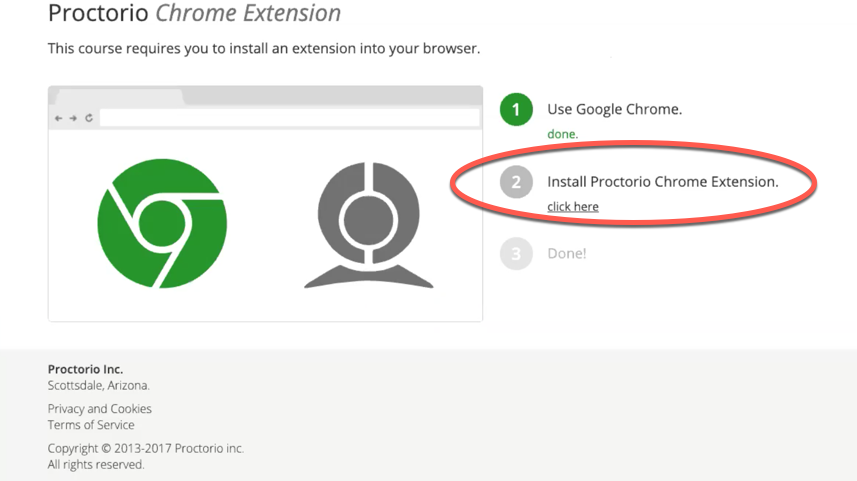 Proctorio Chrome Extension
This course requires you to install an extension into your browser.
1 Use Google Chrome.
done.
2 Install Proctorio Chrome Extension.
click here
3 Done!
Proctorio Inc.
Scottsdale, Arizona.
Privacy and Cookies
Terms of Service
Copyright © 2013-2017 Proctorio inc.
All rights reserved.